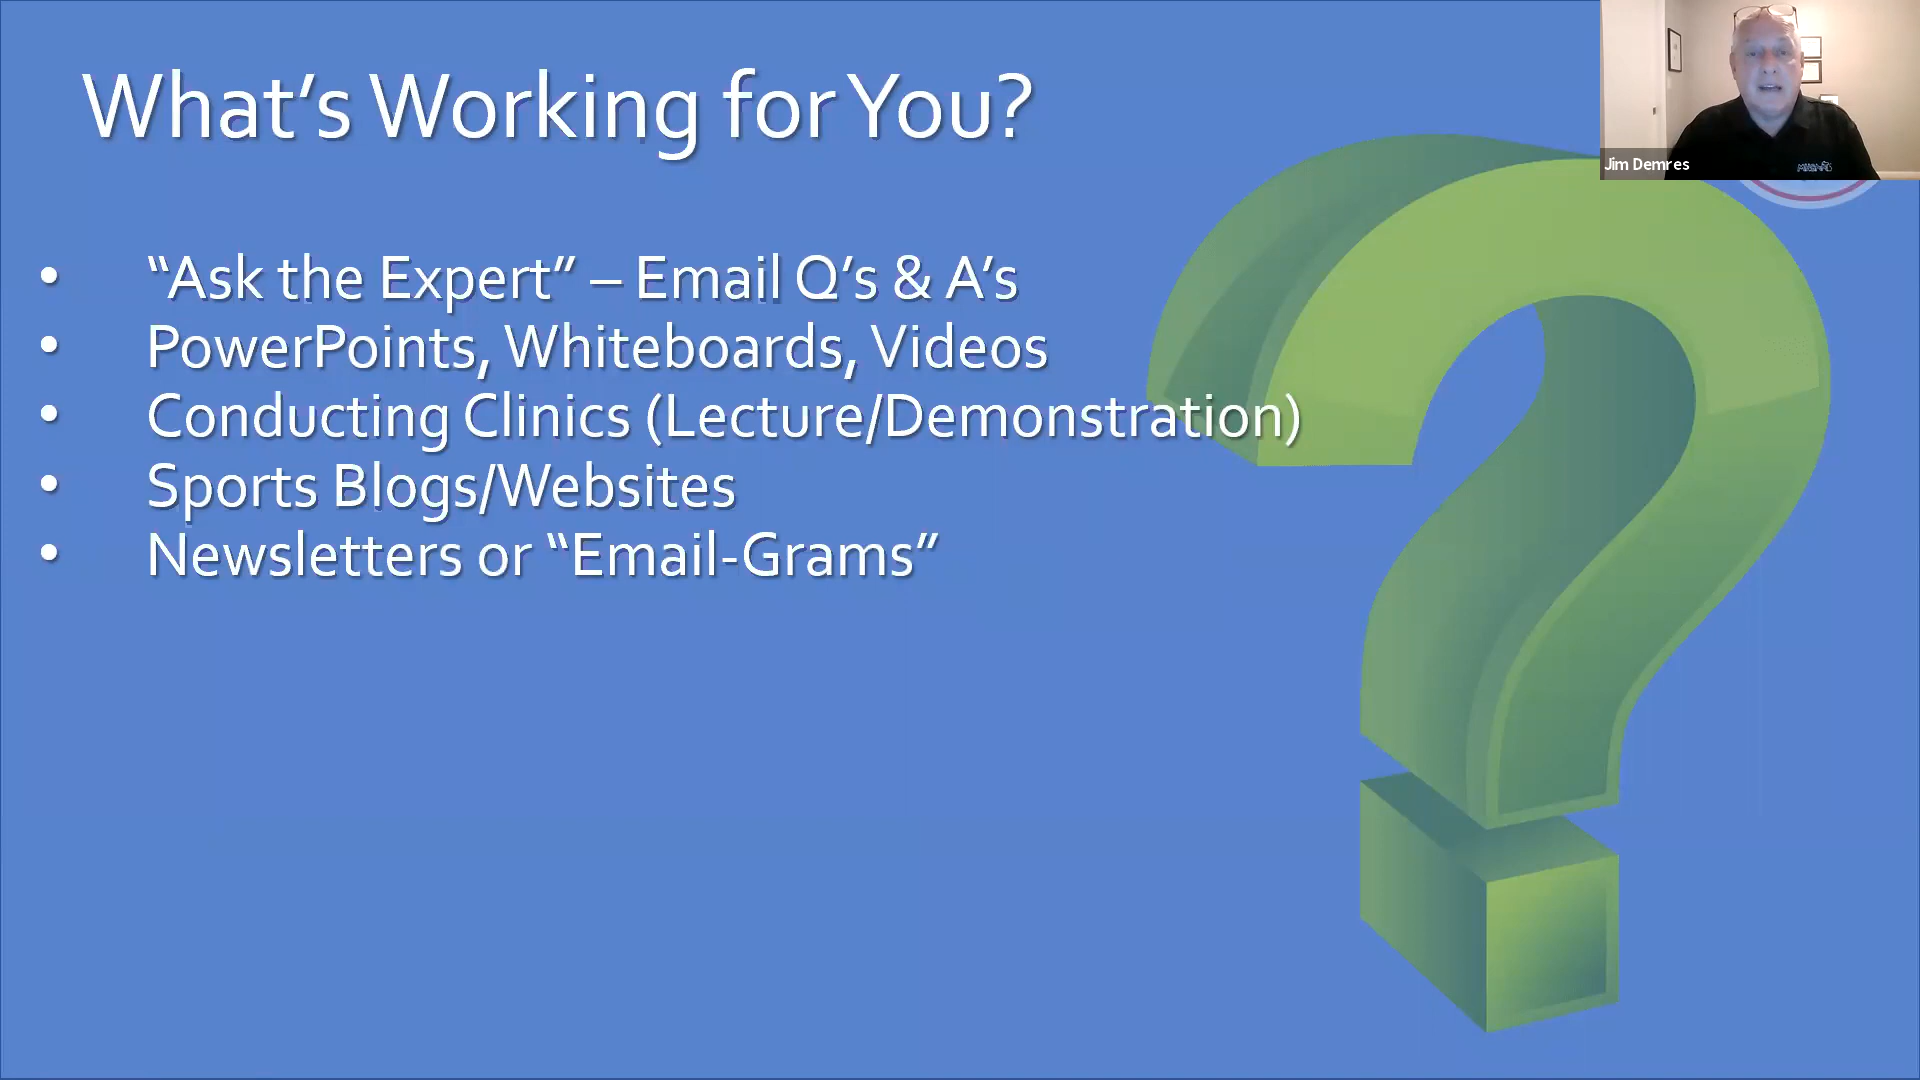 What’s Working for You?
Jim Demres
• “Ask the Expert” – Email Q’s & A’s
• PowerPoints, Whiteboards, Videos
• Conducting Clinics (Lecture/Demonstration)
• Sports Blogs/Websites
• Newsletters or “Email-Grams”